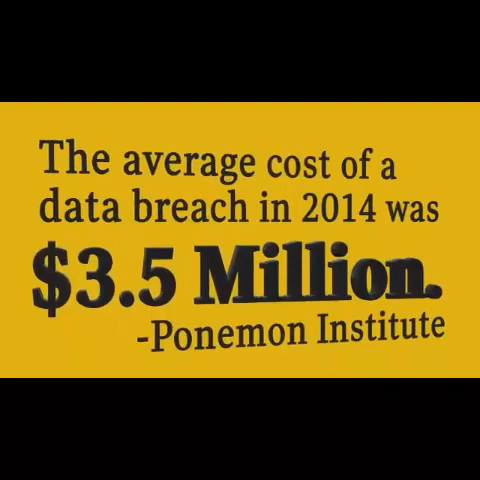 The average cost of a
data breach in 2014 was
$3.5 Million.
-Ponemon Institute